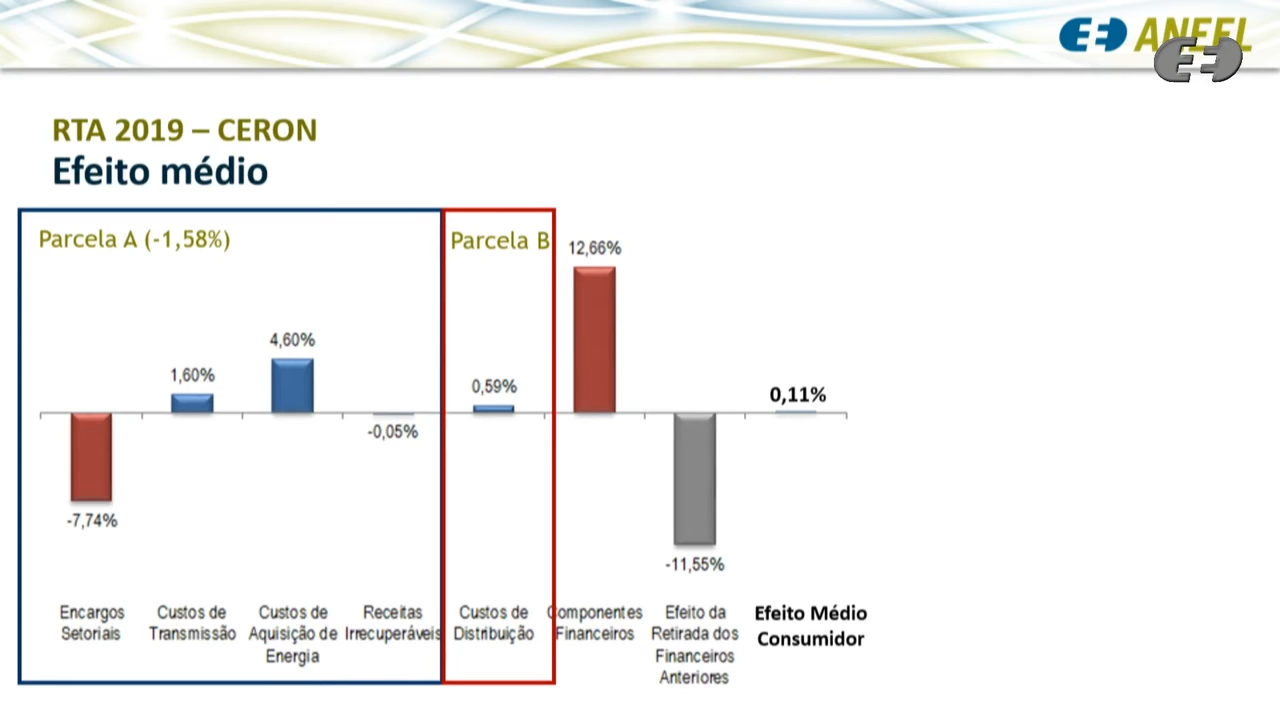 ANEEL
RTA 2019 – CERON
Efeito médio
Parcela A (-1,58%)
Parcela B
12,66%
4,60%
1,60%
0,59%
0,11%
-0,05%
-7,74%
-11,55%
Encargos
Setoriais
Custos de
Transmissão
Custos de
Aquisição de
Energia
Receitas
Irrecuperáveis
Custos de
Distribuição
Componentes
Financeiros
Efeito da
Retirada dos
Financeiros
Anteriores
Efeito Médio
Consumidor